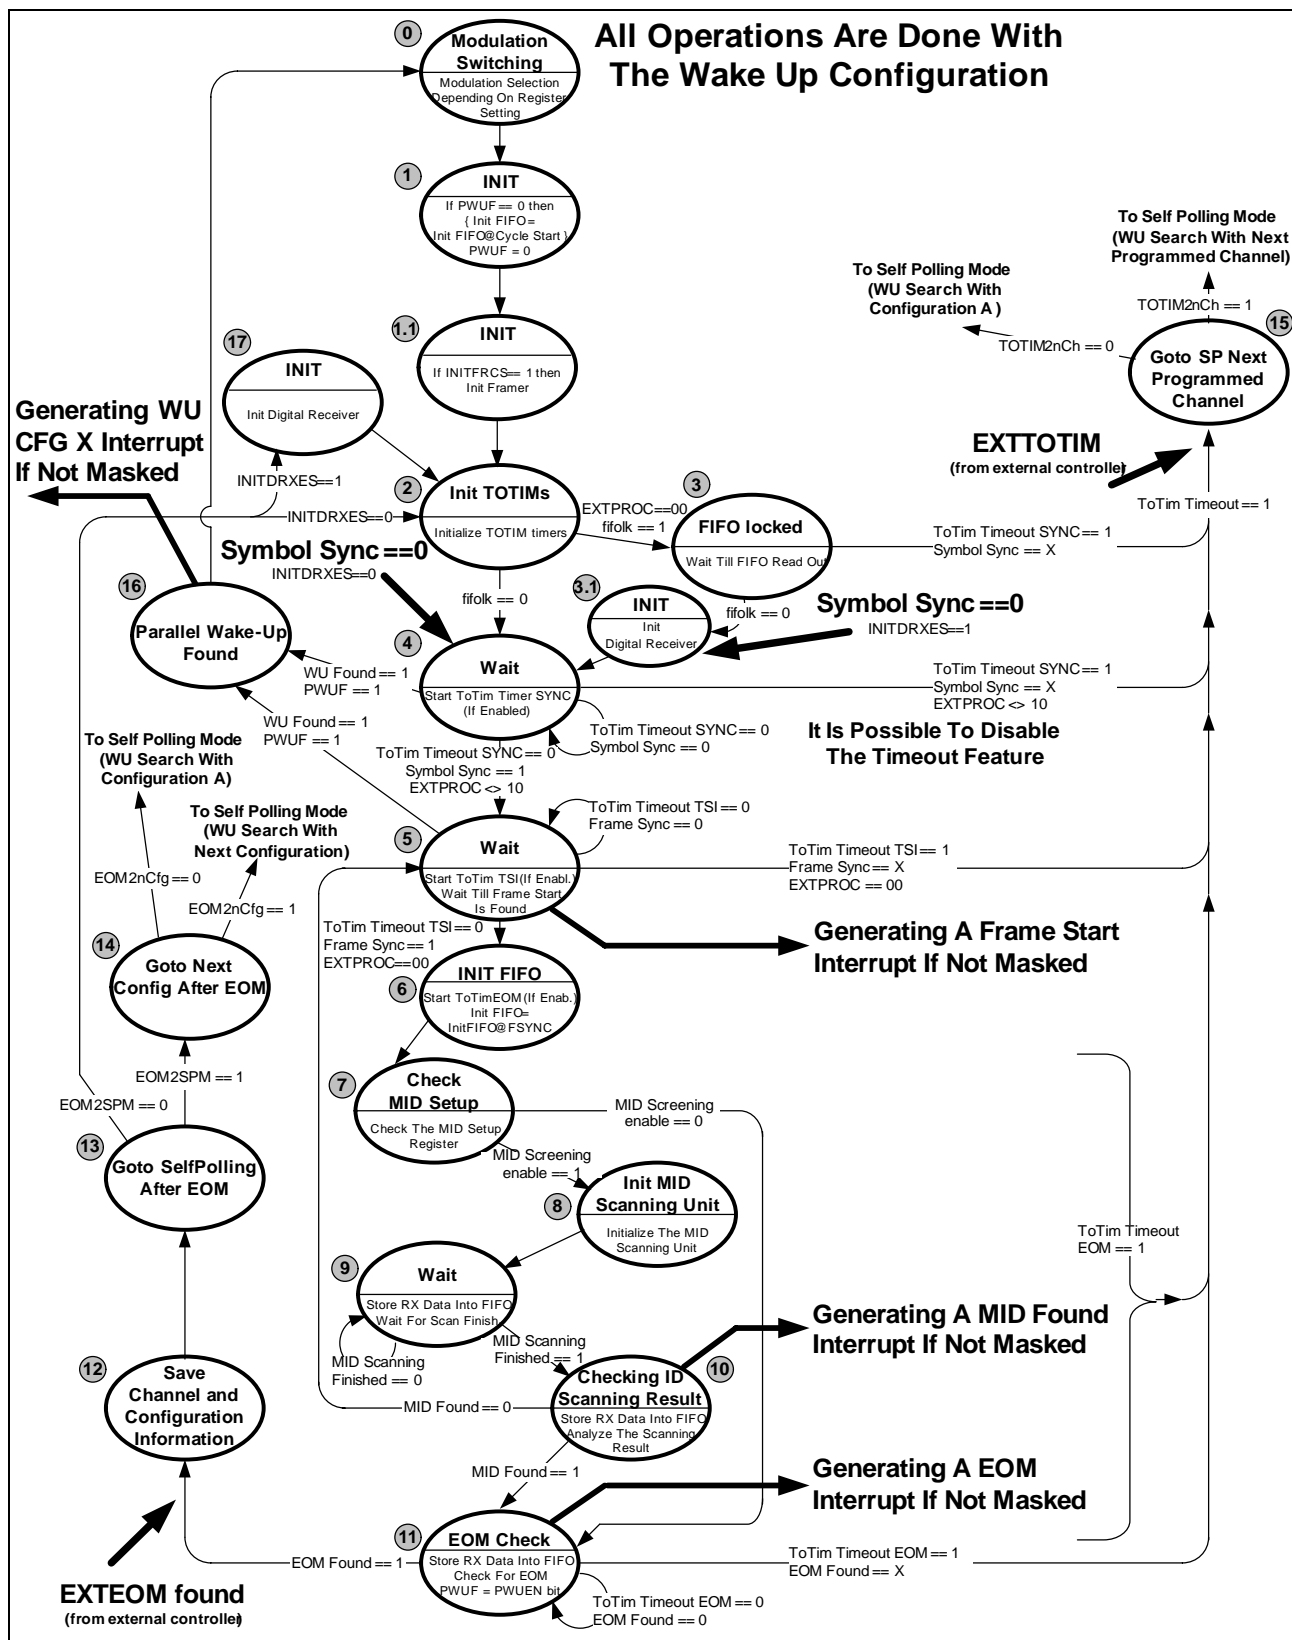 All Operations Are Done With
The Wake Up Configuration
0
Modulation
Switching
Modulation Selection
Depending On Register
Setting
1
INIT
If PWUF== 0 then
{ Init FIFO=
Init FIFO@Cycle Start }
PWUF = 0
To Self Polling Mode
(WU Search With Next
Programmed Channel)
To Self Polling Mode
(WU Search With
Configuration A )
TOTIM2nCh == 1
TOTIM2nCh == 0
15
Goto SP Next
Programmed
Channel
1.1
INIT
If INITFRCS== 1 then
Init Framer
17
INIT
Init Digital Receiver
Generating WU
CFG X Interrupt
If Not Masked
EXTTOTIM
(from external controller)
INITDRXES==1
INITDRXES==0
2
Init TOTIMs
Initialize TOTIM timers
EXTPROC==00
fifolk == 1
3
FIFO locked
Wait Till FIFO Read Out
ToTim Timeout == 1
ToTim Timeout SYNC== 1
Symbol Sync == X
Symbol Sync ==0
INITDRXES==0
16
Parallel Wake-Up
Found
fifolk == 0
3.1
INIT
Init
Digital Receiver
fifolk == 0
Symbol Sync ==0
INITDRXES==1
4
Wait
Start ToTim Timer SYNC
(If Enabled)
WU Found== 1
PWUF == 1
WU Found== 1
PWUF == 1
ToTim Timeout SYNC== 1
Symbol Sync == X
EXTPROC <> 10
ToTim Timeout SYNC== 0
Symbol Sync == 0
It Is Possible To Disable
The Timeout Feature
ToTim Timeout SYNC== 0
Symbol Sync == 1
EXTPROC <> 10
To Self Polling Mode
(WU Search With
Configuration A)
To Self Polling Mode
(WU Search With
Next Configuration)
5
Wait
Start ToTim TSI(If Enabl.)
Wait Till Frame Start
Is Found
ToTim Timeout TSI== 0
Frame Sync== 0
ToTim Timeout TSI== 1
Frame Sync== X
EXTPROC == 00
EOM2nCfg== 0
EOM2nCfg== 1
ToTim Timeout TSI== 0
Frame Sync== 1
EXTPROC==00
Generating A Frame Start
Interrupt If Not Masked
14
Goto Next
Config After EOM
6
INIT FIFO
Start ToTimEOM(If Enab.)
Init FIFO=
InitFIFO@FSYNC
EOM2SPM== 1
EOM2SPM== 0
7
Check
MID Setup
Check The MID Setup
Register
MID Screening
enable == 0
MID Screening
enable == 1
13
Goto SelfPolling
After EOM
8
Init MID
Scanning Unit
Initialize The MID
Scanning Unit
ToTim Timeout
EOM == 1
9
Wait
Store RX Data Into FIFO
Wait For Scan Finish
MID Scanning
Finished== 0
MID Scanning
Finished== 1
Generating A MID Found
Interrupt If Not Masked
10
Checking ID
Scanning Result
Store RX Data Into FIFO
Analyze The Scanning
Result
12
Save
Channel and
Configuration
Information
MID Found== 0
MID Found== 1
Generating A EOM
Interrupt If Not Masked
11
EOM Check
Store RX Data Into FIFO
Check For EOM
PWUF = PWUEN bit
EOM Found== 1
ToTim Timeout EOM== 1
EOM Found== X
ToTim Timeout EOM== 0
EOM Found== 0
EXTEOM found
(from external controller)